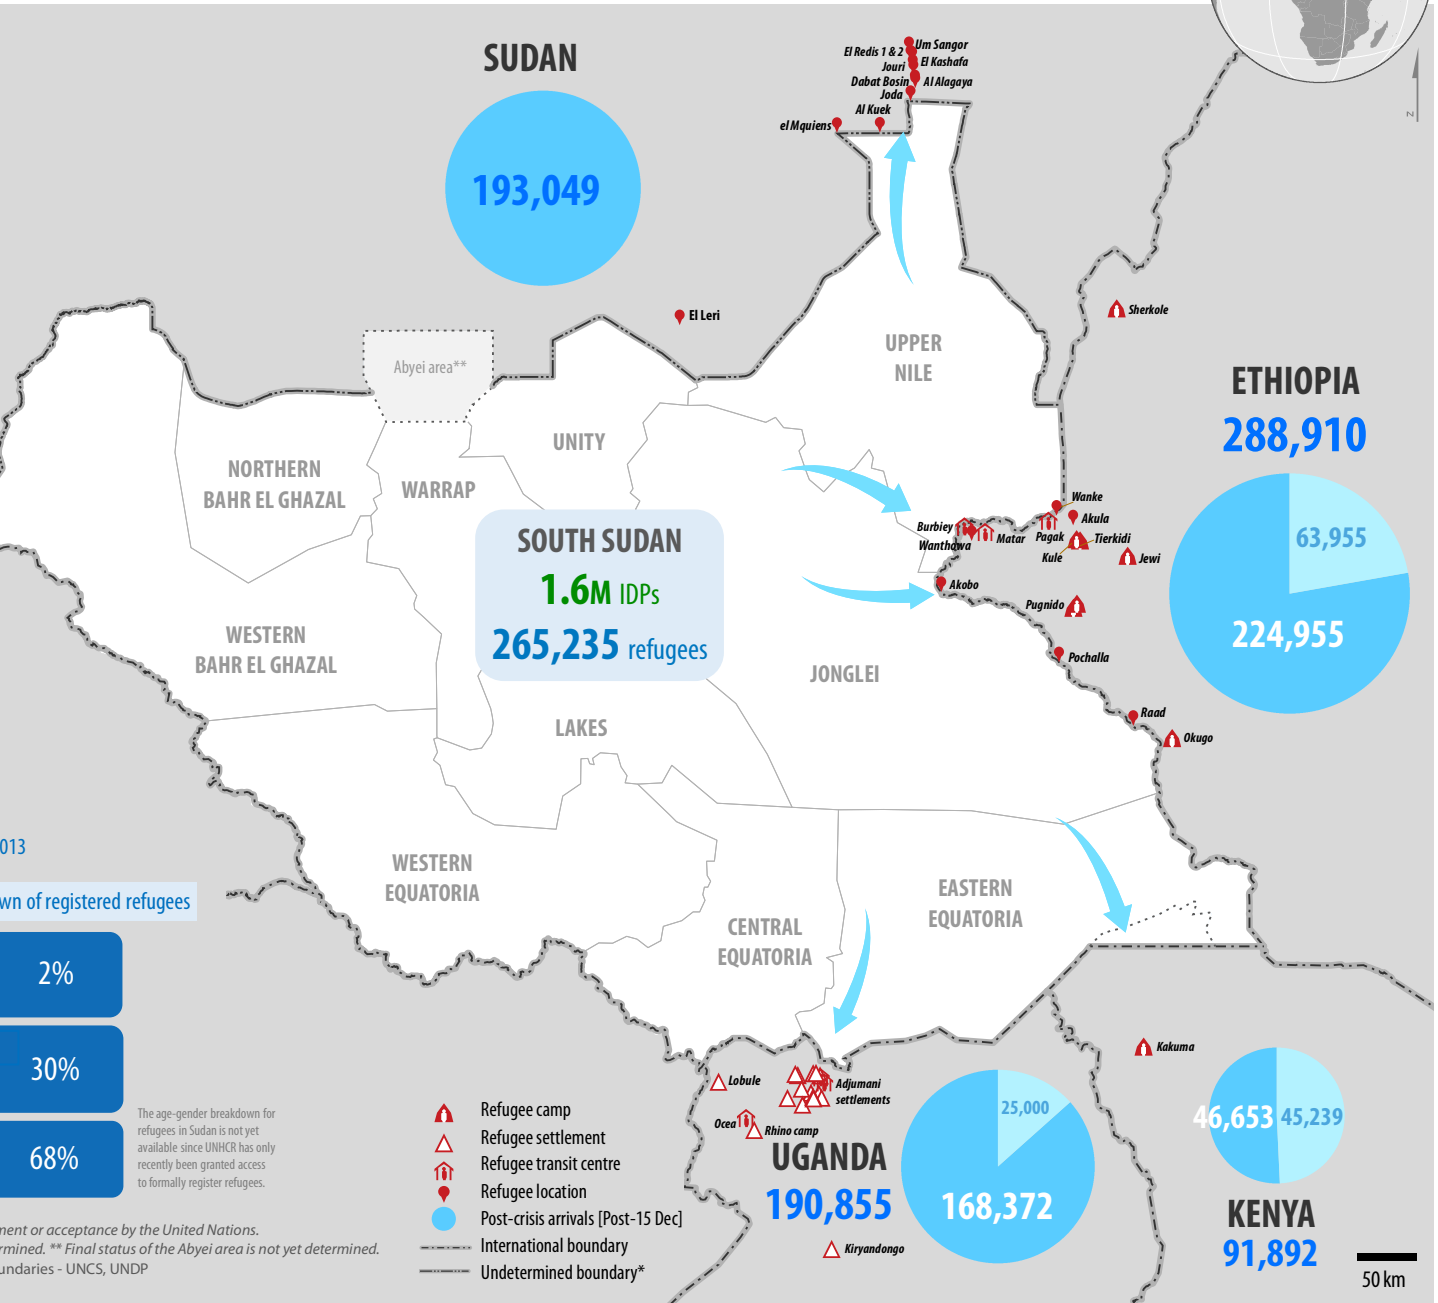 SUDAN
193,049
Um Sangor
El Redis 1 & 2
El Kashafa
Jouri
Dabat Bosin
Al Alagaya
Joda
Al Kuek
el Mquiens
N
El Leri
Sherkole
Abyei area**
UPPER
NILE
ETHIOPIA
288,910
63,955
224,955
UNITY
NORTHERN
BAHR EL GHAZAL
WARRAP
SOUTH SUDAN
1.6M IDPs
265,235 refugees
Wanke
Akula
Burbiey
Wanthowa
Matar
Pagak
Tierkidi
Kule
Jewi
Akobo
Pugnido
Pochalla
WESTERN
BAHR EL GHAZAL
JONGLEI
Raad
Okugo
LAKES
013
WESTERN
EQUATORIA
EASTERN
EQUATORIA
wn of registered refugees
CENTRAL
EQUATORIA
2%
30%
68%
The age-gender breakdown for
refugees in Sudan is not yet
available since UNHCR has only
recently been granted access
to formally register refugees.
Kakuma
Lobule
Adjumani
settlements
Ocea
Rhino camp
UGANDA
190,855
25,000
168,372
46,653
45,239
KENYA
91,892
Kiryandongo
Refugee camp
Refugee settlement
Refugee transit centre
Refugee location
Post-crisis arrivals [Post-15 Dec]
International boundary
Undetermined boundary*
50 km
ment or acceptance by the United Nations.
rmined. ** Final status of the Abyei area is not yet determined.
undaries - UNCS, UNDP